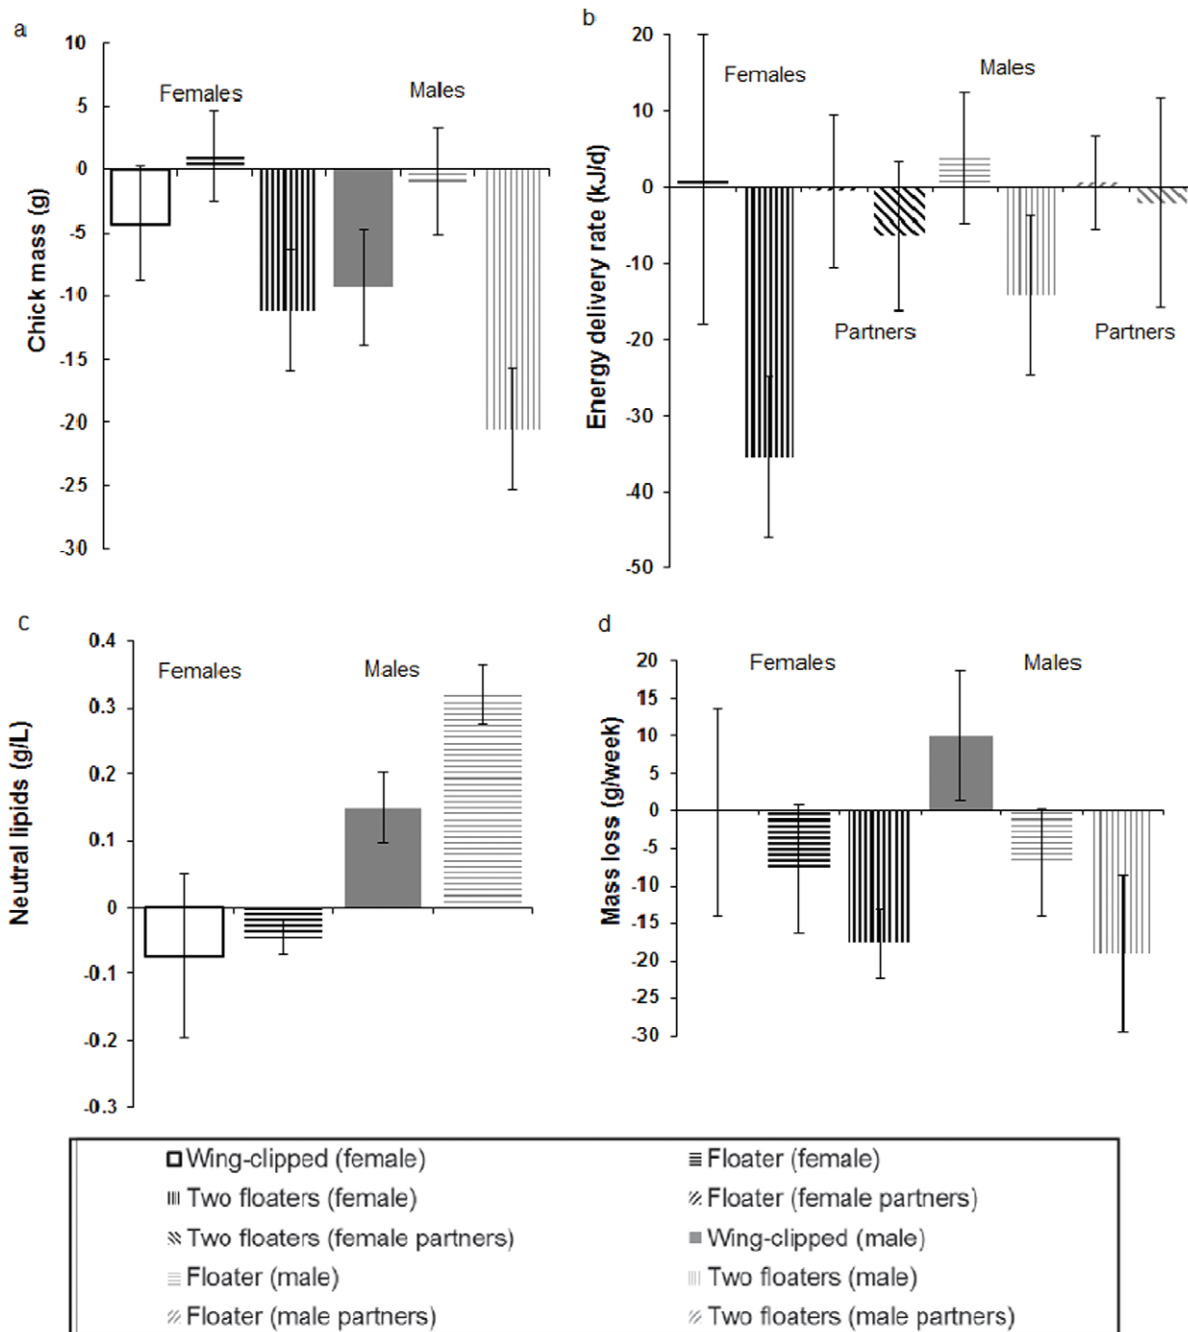 a
Chick mass (g)
10
5
0
-5
-10
-15
-20
-25
-30
Females
Males
b
Energy delivery rate (kJ/d)
20
10
0
-10
-20
-30
-40
-50
Females
Males
Partners
Partners
c
Neutral lipids (g/L)
0.4
0.3
0.2
0.1
0
-0.1
-0.2
-0.3
Females
Males
d
Mass loss (g/week)
20
15
10
5
0
-5
-10
-15
-20
-25
-30
Females
Males
Wing-clipped (female)
Floater (female)
Two floaters (female)
Floater (female partners)
Two floaters (female partners)
Wing-clipped (male)
Floater (male)
Two floaters (male)
Floater (male partners)
Two floaters (male partners)